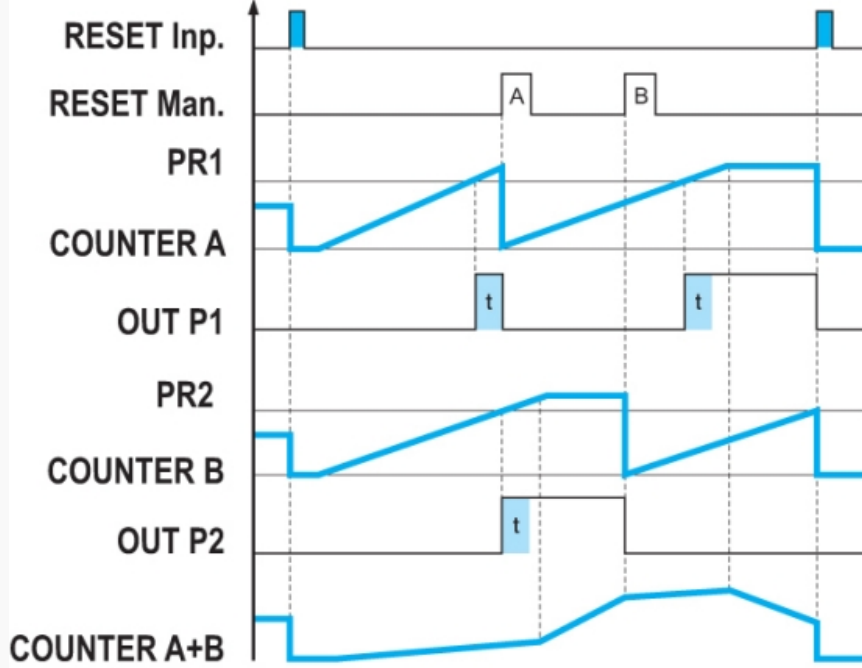 RESET Inp.
RESET Man.
A
B
PR1
COUNTER A
OUT P1
t
t
PR2
COUNTER B
OUT P2
t
COUNTER A+B